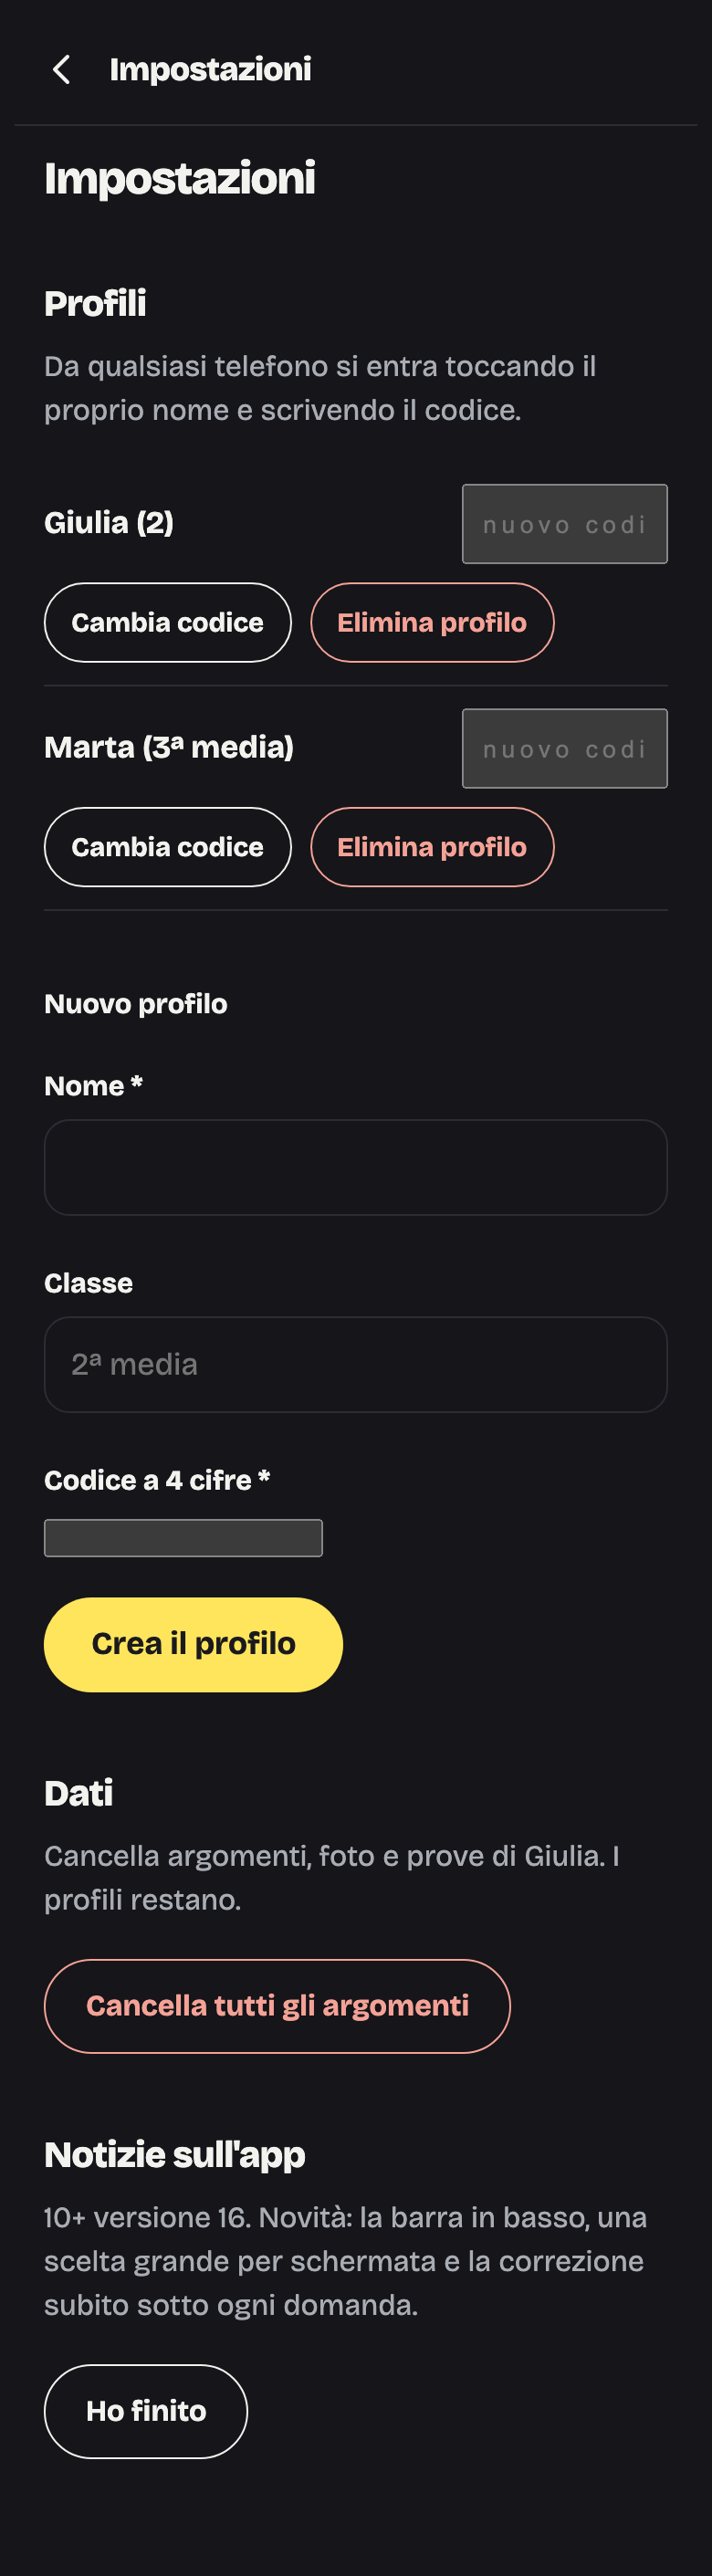 Impostazioni
Impostazioni
Profili
Da qualsiasi telefono si entra toccando il
proprio nome e scrivendo il codice.
Giulia (2)
nuovo codi
Cambia codice
Elimina profilo
Marta (3ª media)
nuovo codi
Cambia codice
Elimina profilo
Nuovo profilo
Nome *
Classe
2ª media
Codice a 4 cifre *
Crea il profilo
Dati
Cancella argomenti, foto e prove di Giulia. I
profili restano.
Cancella tutti gli argomenti
Notizie sull'app
10+ versione 16. Novità: la barra in basso, una
scelta grande per schermata e la correzione
subito sotto ogni domanda.
Ho finito